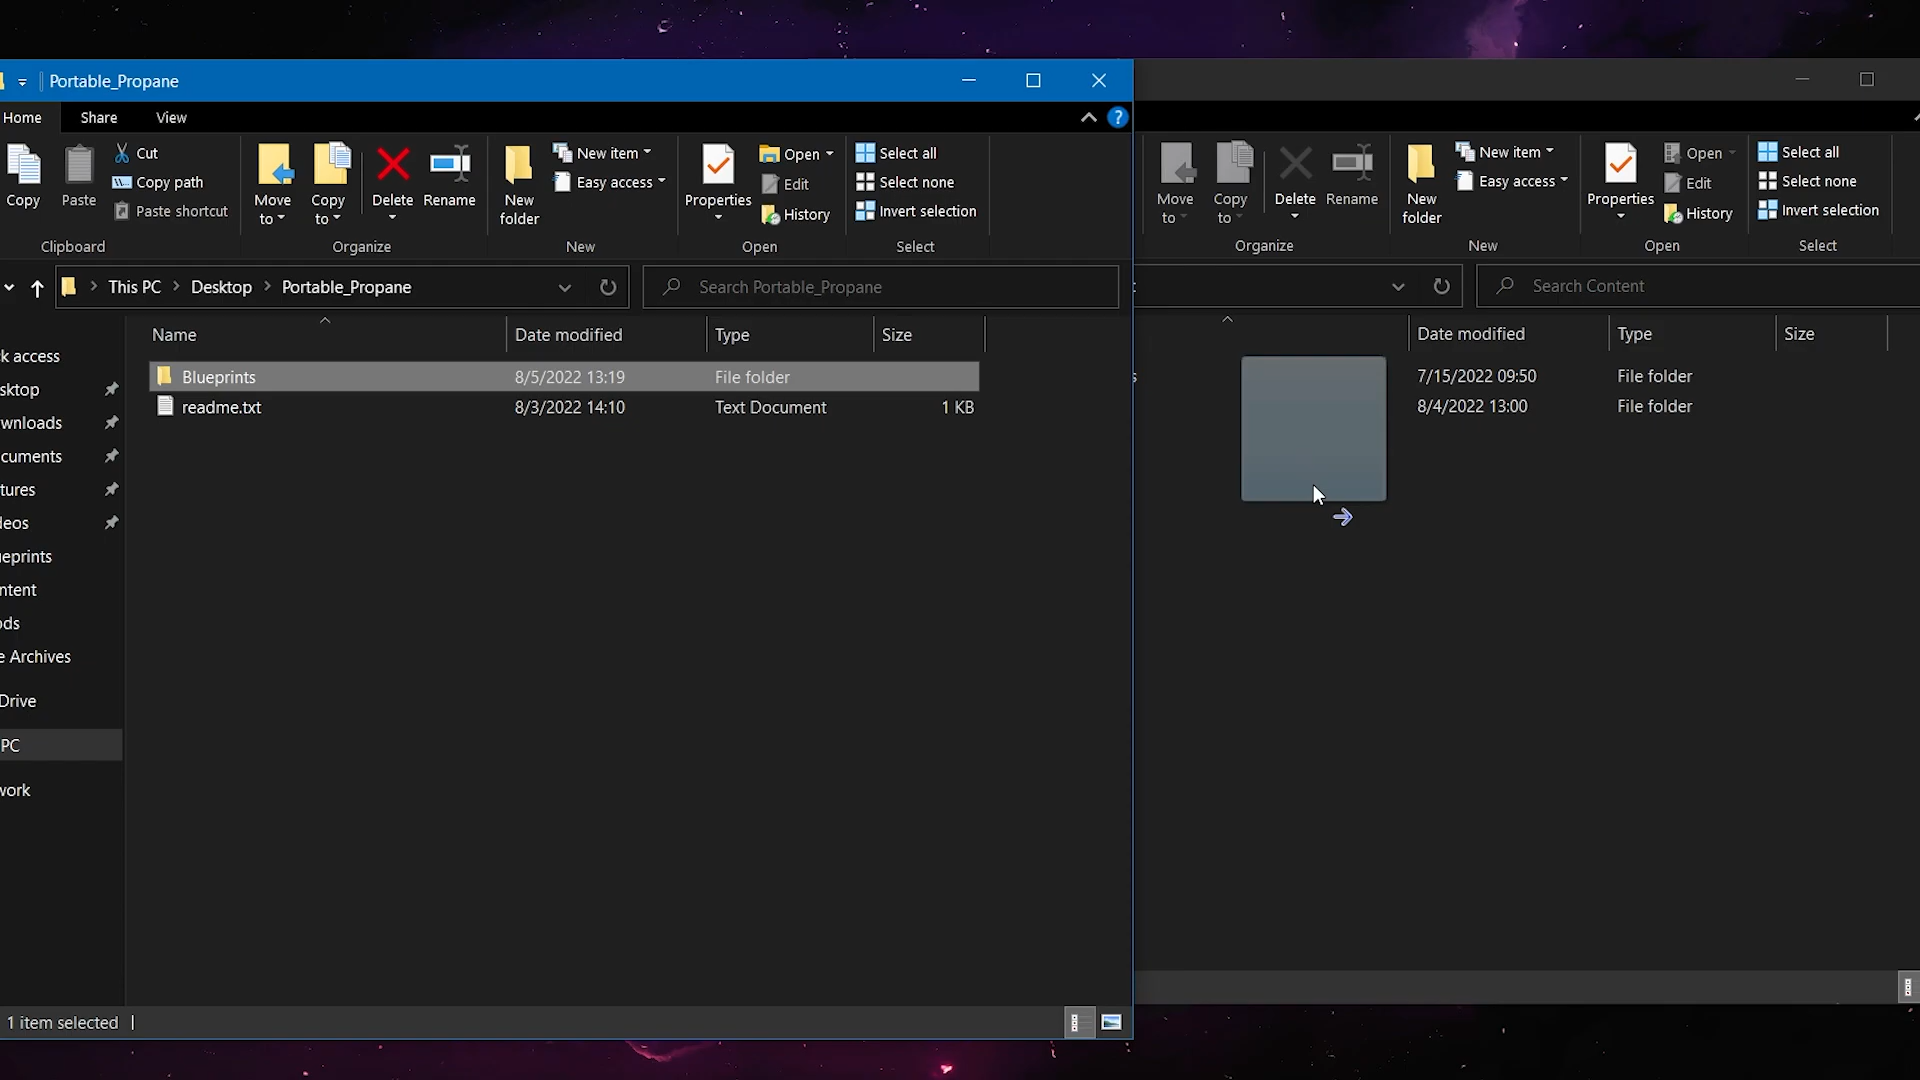 Portable_Propane
Home Share View
Copy
Paste
Cut
Copy path
Paste shortcut
Clipboard
Move to
Copy to
Delete
Rename
Organize
New folder
New item
Easy access
New
Properties
Open
Edit
History
Open
Select all
Select none
Invert selection
Select
This PC Desktop Portable_Propane
Search Portable_Propane
Name Date modified Type Size
Blueprints 8/5/2022 13:19 File folder
readme.txt 8/3/2022 14:10 Text Document 1 KB
k access
sktop
wnloads
cuments
tures
deos
eprints
ntent
ods
e Archives
Drive
PC
work
1 item selected
Move to
Copy to
Delete
Rename
Organize
New folder
New item
Easy access
New
Properties
Open
Edit
History
Open
Select all
Select none
Invert selection
Select
Search Content
Date modified Type Size
7/15/2022 09:50 File folder
8/4/2022 13:00 File folder